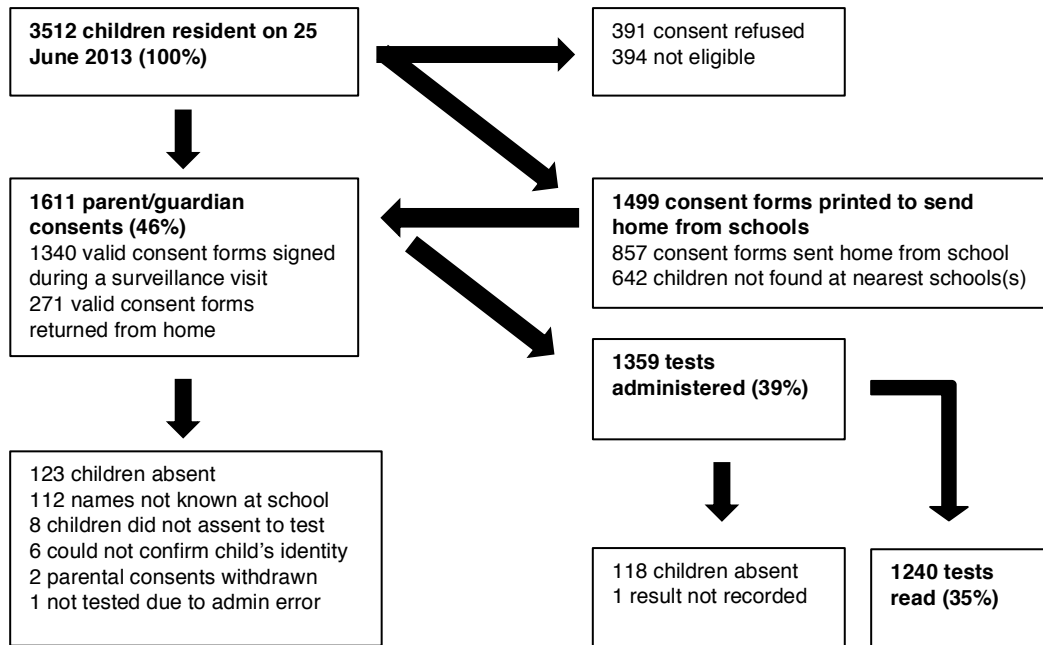 3512 children resident on 25
June 2013 (100%)
391 consent refused
394 not eligible
1611 parent/guardian
consents (46%)
1340 valid consent forms signed
during a surveillance visit
271 valid consent forms
returned from home
1499 consent forms printed to send
home from schools
857 consent forms sent home from school
642 children not found at nearest schools(s)
1359 tests
administered (39%)
123 children absent
112 names not known at school
8 children did not assent to test
6 could not confirm child's identity
2 parental consents withdrawn
1 not tested due to admin error
118 children absent
1 result not recorded
1240 tests
read (35%)